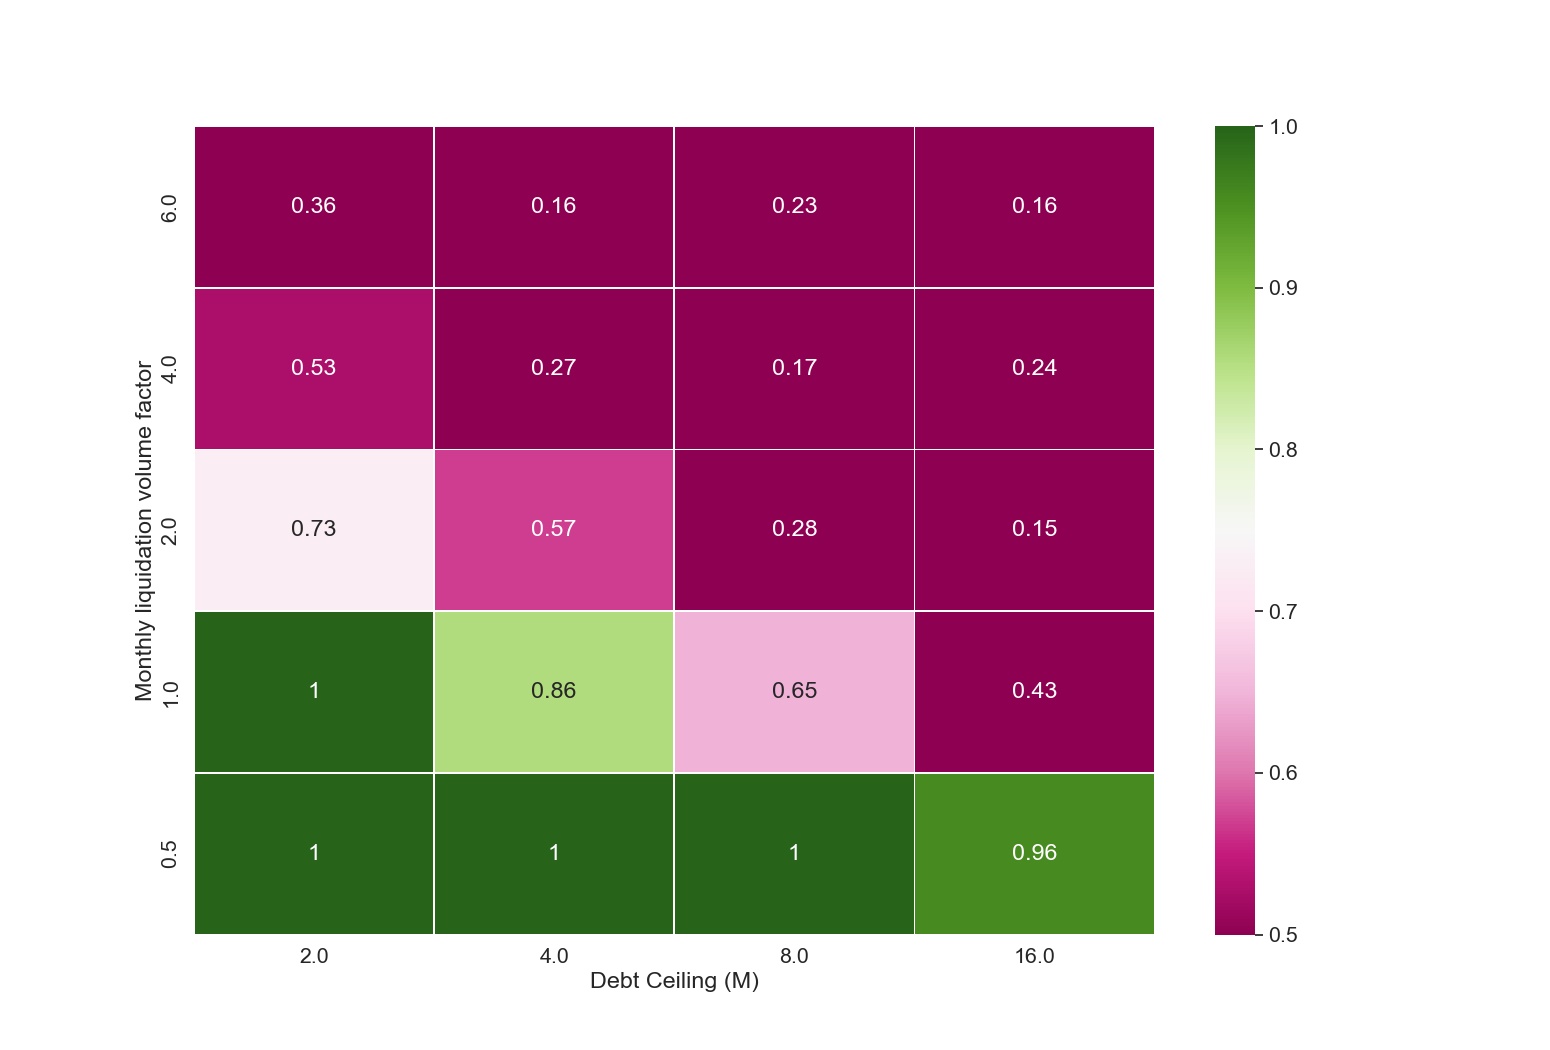 6.0 0.36 0.16 0.23 0.16
4.0 0.53 0.27 0.17 0.24
2.0 0.73 0.57 0.28 0.15
1.0 1 0.86 0.65 0.43
0.5 1 1 1 0.96
Monthly liquidation volume factor
2.0 4.0 8.0 16.0
Debt Ceiling (M)
1.0
0.9
0.8
0.7
0.6
0.5